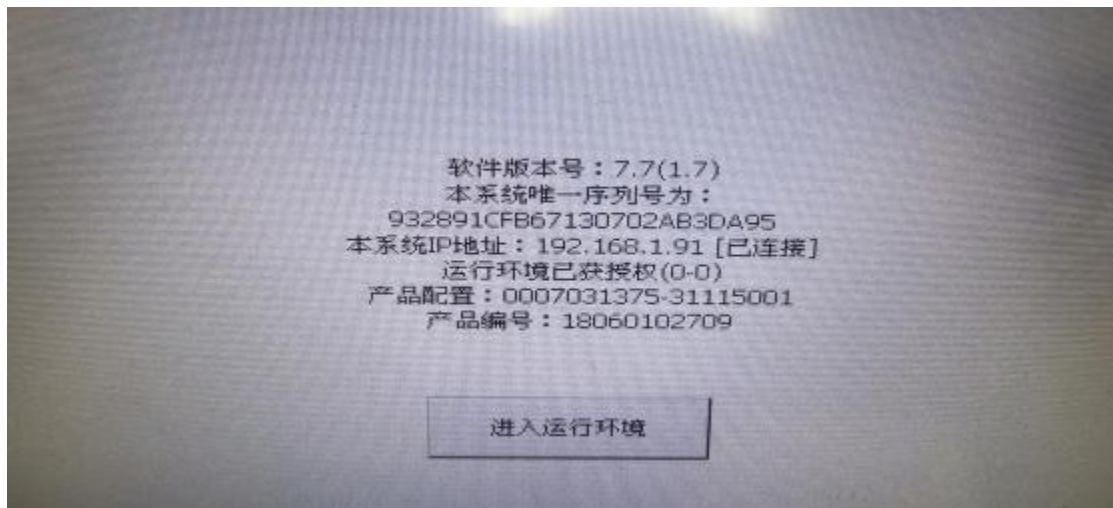 软件版本号：7.7(1.7)
本系统唯一序列号为：
932891CFB67130702AB3DA95
本系统IP地址：192.168.1.91 [已连接]
运行环境已获授权(0-0)
产品配置：0007031375-31115001
产品编号：18060102709
进入运行环境